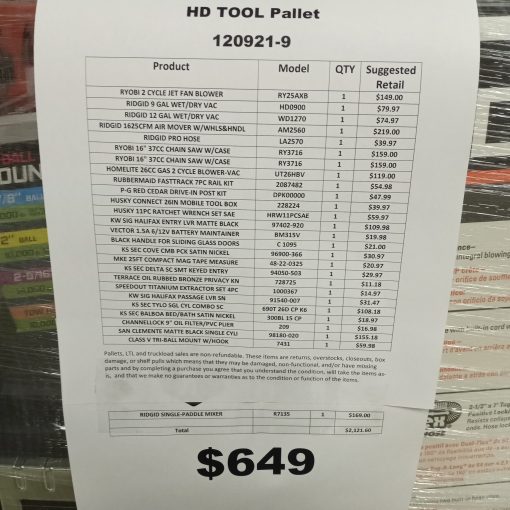 HD TOOL Pallet
120921-9
Product Model QTY Suggested Retail
RYOBI 2 CYCLE JET FAN BLOWER RY25AXB 1 $149.00
RIDGID 9 GAL WET/DRY VAC HD0900 1 $79.97
RIDGID 12 GAL WET/DRY VAC WD1270 1 $74.97
RIDGID 1625CFM AIR MOVER W/WHLS&HNDL AM2560 1 $219.00
RIDGID PRO HOSE LA2570 1 $39.97
RYOBI 16" 37CC CHAIN SAW W/CASE RY3716 1 $159.00
RYOBI 16" 37CC CHAIN SAW W/CASE RY3716 1 $159.00
HOMELITE 26CC GAS 2 CYCLE BLOWER-VAC UT26HBV 1 $119.00
RUBBERMAID FASTTRACK 7PC RAIL KIT 2087482 1 $54.98
P-G RED CEDAR DRIVE-IN POST KIT DPK00000 1 $47.99
HUSKY CONNECT 26IN MOBILE TOOL BOX 228224 1 $39.97
HUSKY 11PC RATCHET WRENCH SET SAE HRW11PCSAE 1 $59.97
KW SIG HALIFAX ENTRY LVR MATTE BLACK 97402-920 1 $109.98
VECTOR 1.5A 6/12V BATTERY MAINTAINER BM315V 1 $19.98
BLACK HANDLE FOR SLIDING GLASS DOORS C 1095 1 $21.00
KS SEC COVE CMB PCK SATIN NICKEL 96900-366 1 $30.97
MKE 25FT COMPACT MAG TAPE MEASURE 48-22-0325 1 $20.97
KS SEC DELTA SC SMT KEYED ENTRY 94050-503 1 $29.97
TERRACE OIL RUBBED BRONZE PRIVACY KN 728725 1 $11.18
SPEEDOUT TITANIUM EXTRACTOR SET 4PC 1000367 1 $14.97
KW SIG HALIFAX PASSAGE LVR SN 91540-007 1 $31.47
KS SEC TYLO SGL CYL COMBO SC 690T 26D CP K6 1 $108.18
KS SEC BALBOA BED/BATH SATIN NICKEL 300BL 15 CP 1 $18.97
CHANNELLOCK 9" OIL FILTER/PVC PLIER 209 1 $16.98
SAN CLEMENTE MATTE BLACK SINGLE CYLI 98180-020 1 $155.18
CLASS V TRI-BALL MOUNT W/HOOK 7431 1 $59.98
Pallets, LTL and truckload sales are non-refundable. These items are returns, overstocks, closeouts, box
damage, or shelf pulls which means that they may be damaged, non-functional, and/or have missing
parts and by completing a purchase you agree that you understand the condition, will take the items as-
is, and that we make no guarantees or warranties as to the condition or function of the items.
RIDGID SINGLE-PADDLE MIXER R7135 1 $169.00
Total $2,121.60
$649